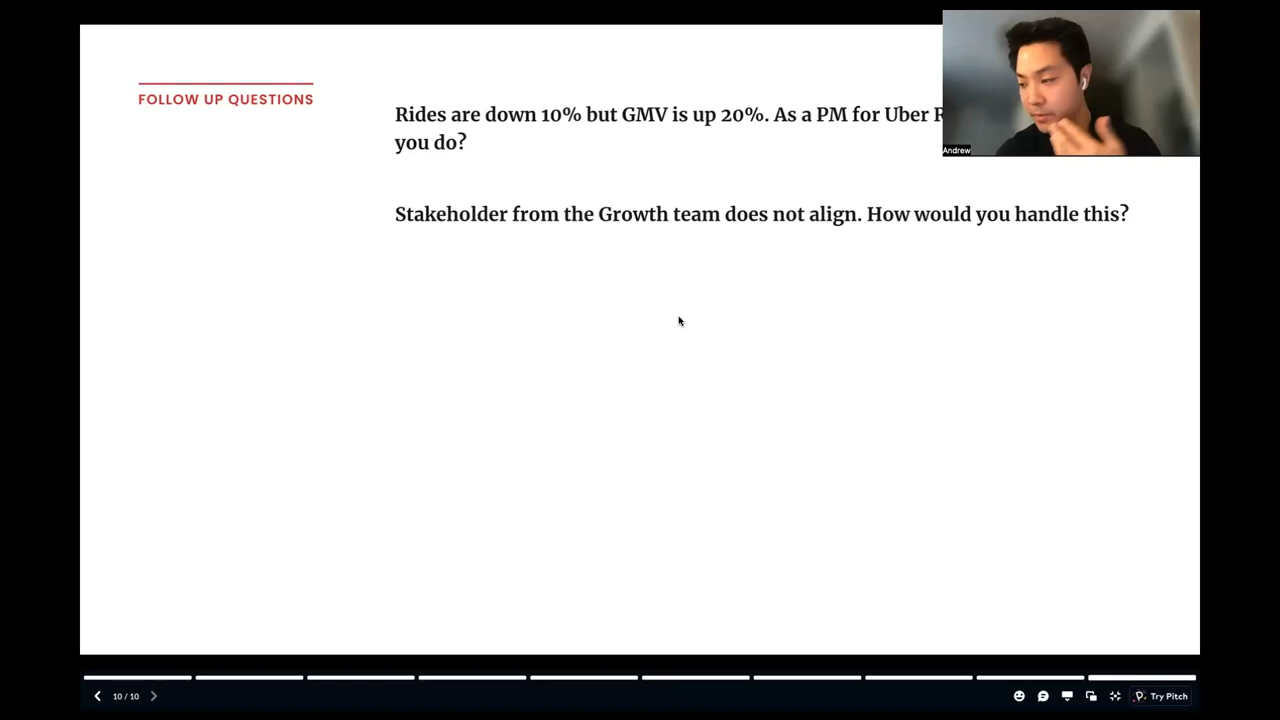 FOLLOW UP QUESTIONS
Rides are down 10% but GMV is up 20%. As a PM for Uber
you do?
Stakeholder from the Growth team does not align. How would you handle this?
Andrew
10 / 10
Try Pitch